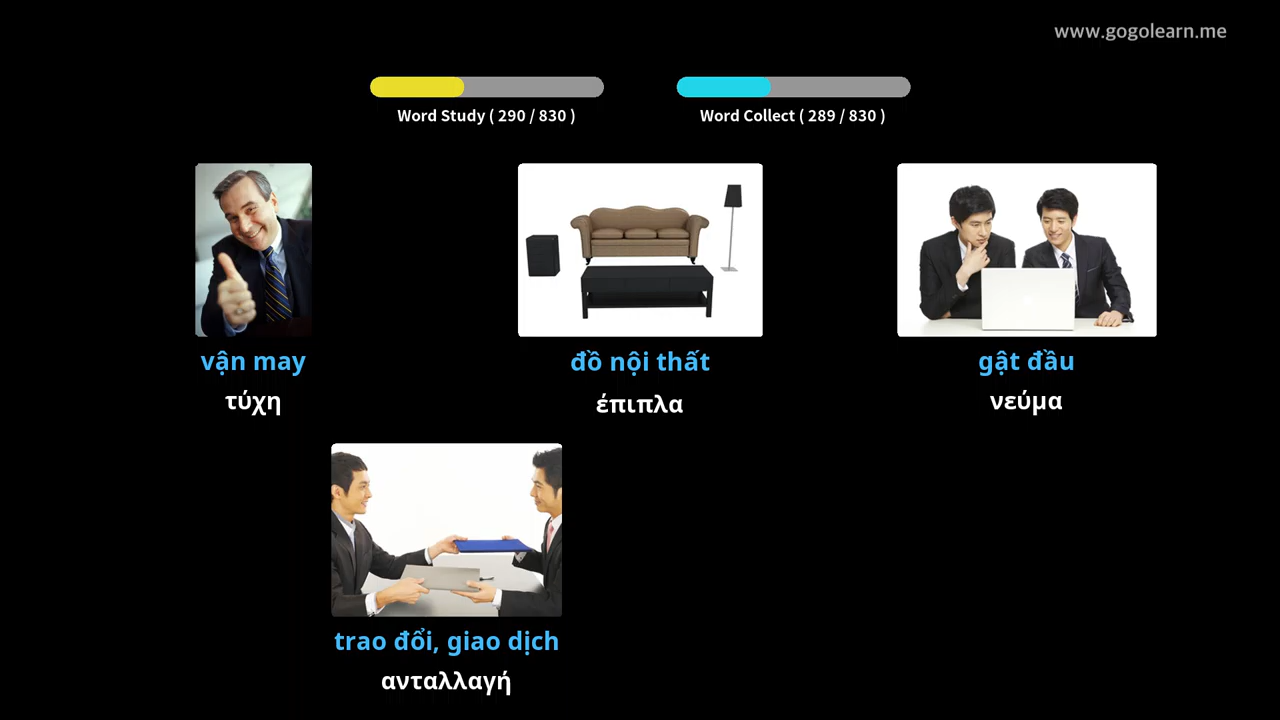 www.gogolearn.me
Word Study ( 290 / 830 )
Word Collect ( 289 / 830 )
vận may
τύχη
đồ nội thất
έπιπλα
gật đầu
νεύμα
trao đổi, giao dịch
ανταλλαγή